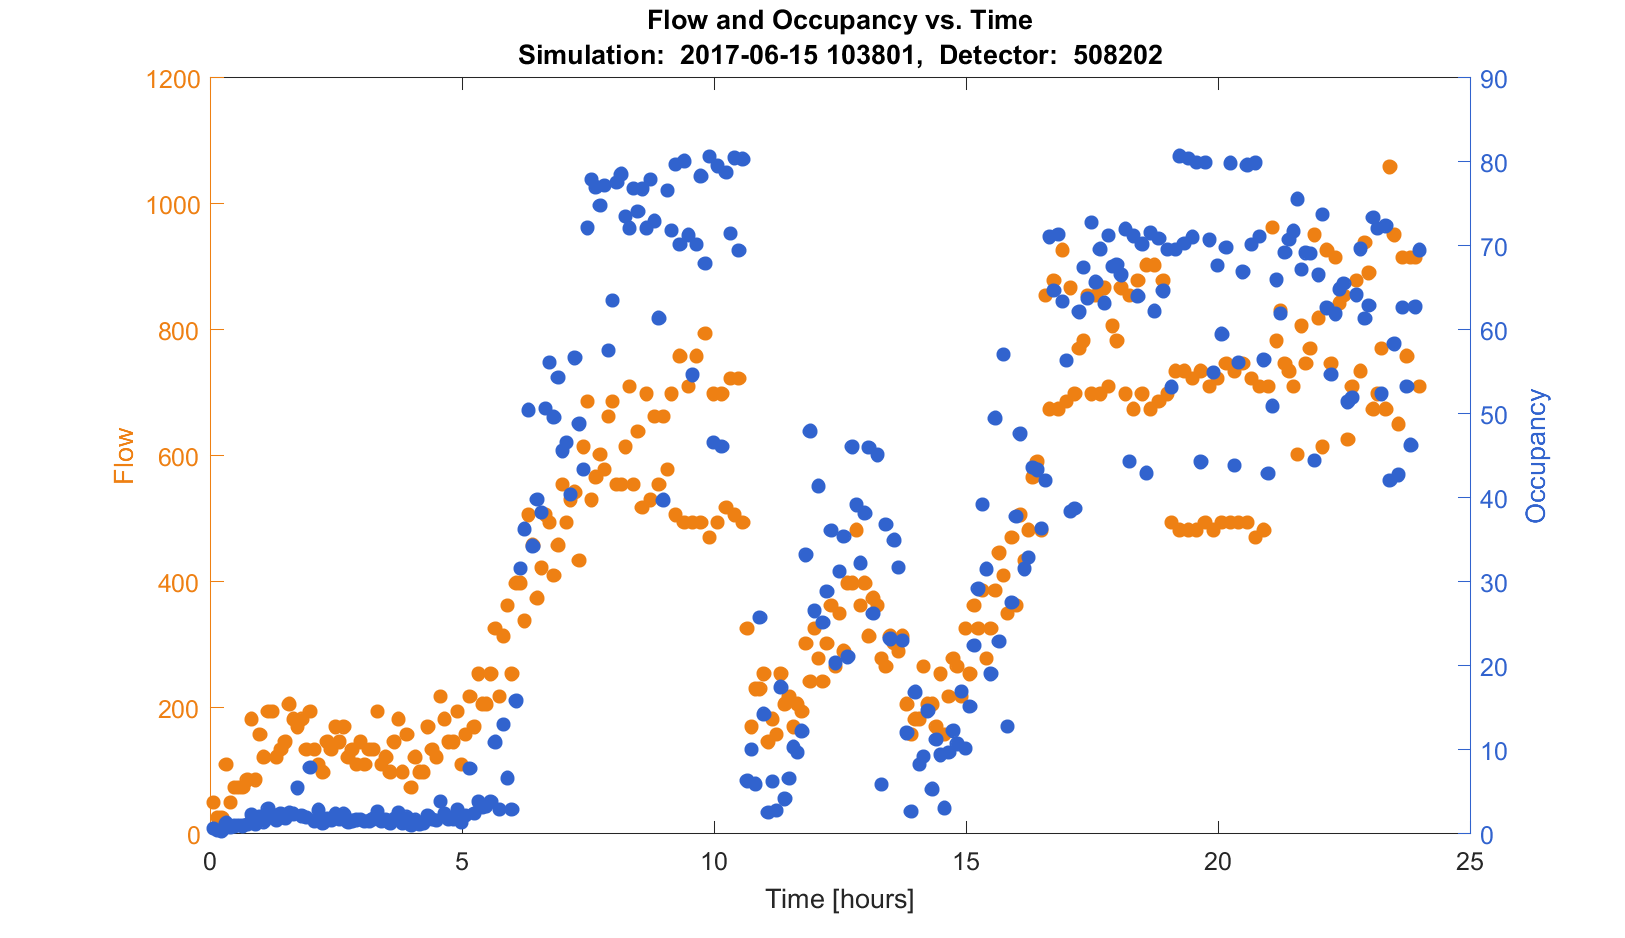 Flow and Occupancy vs. Time
Simulation:  2017-06-15 103801,  Detector:  508202
1200
1000
800
600
400
200
0
Flow
90
80
70
60
50
40
30
20
10
0
Occupancy
0 5 10 15 20 25
Time [hours]